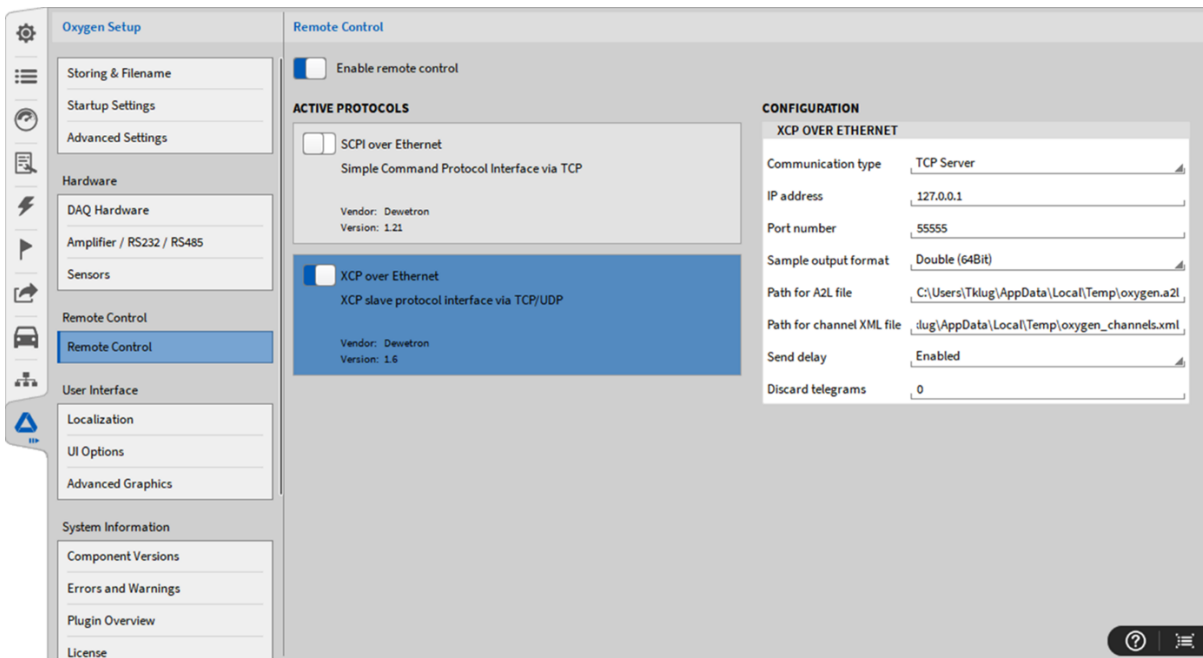 Oxygen Setup
Storing & Filename
Startup Settings
Advanced Settings
Hardware
DAQ Hardware
Amplifier / RS232 / RS485
Sensors
Remote Control
Remote Control
User Interface
Localization
UI Options
Advanced Graphics
System Information
Component Versions
Errors and Warnings
Plugin Overview
License
Remote Control
Enable remote control
ACTIVE PROTOCOLS
SCPI over Ethernet
Simple Command Protocol Interface via TCP
Vendor: Dewetron
Version: 1.21
XCP over Ethernet
XCP slave protocol interface via TCP/UDP
Vendor: Dewetron
Version: 1.6
CONFIGURATION
XCP OVER ETHERNET
Communication type TCP Server
IP address 127.0.0.1
Port number 55555
Sample output format Double (64Bit)
Path for A2L file C:\Users\Tklug\AppData\Local\Temp\oxygen.a2l
Path for channel XML file :lug\AppData\Local\Temp\oxygen_channels.xml
Send delay Enabled
Discard telegrams 0